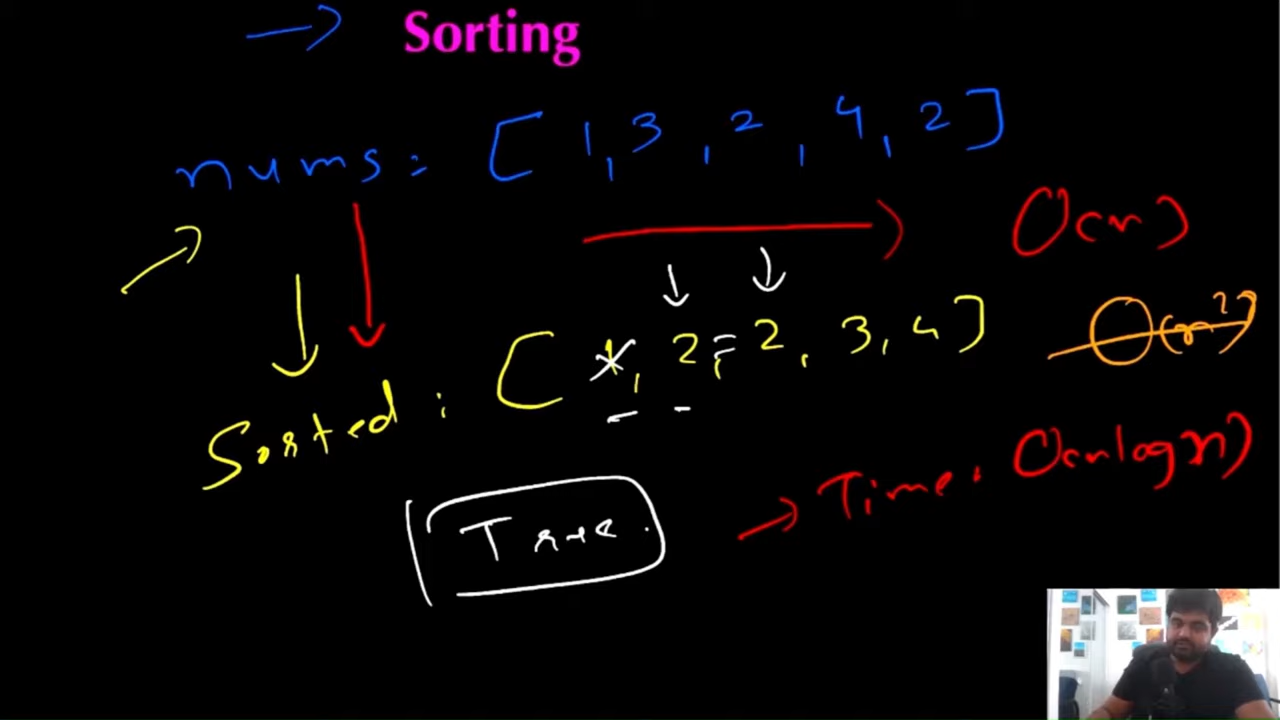 → Sorting
nums: [1, 3, 2, 4, 2]
O(n)
Sorted: [1, 2, = 2, 3, 4]
O(n²)
True.
→ Time: O(nlogn)